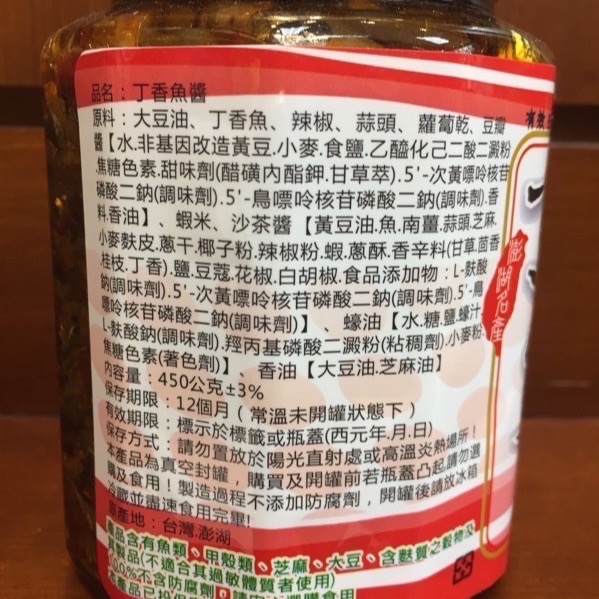 品名：丁香魚醬
原料：大豆油、丁香魚、辣椒、蒜頭、蘿蔔乾、豆瓣
醬【水.非基因改造黃豆.小麥.食鹽.乙醯化己二酸二澱粉
.焦糖色素.甜味劑(醋磺內酯鉀.甘草萃).5'-次黃嘌呤核苷
磷酸二鈉(調味劑).5'-鳥嘌呤核苷磷酸二鈉(調味劑).香
料.香油】、蝦米、沙茶醬【黃豆油.魚.南薑.蒜頭.芝麻.
小麥麩皮.蔥干.椰子粉.辣椒粉.蝦.蔥酥.香辛料(甘草.茴香
.桂枝.丁香).鹽.豆蔻.花椒.白胡椒.食品添加物：L-麩酸
鈉(調味劑).5'-次黃嘌呤核苷磷酸二鈉(調味劑).5'-鳥
嘌呤核苷磷酸二鈉(調味劑)】、蠔油【水.糖.鹽.蠔汁.
L-麩酸鈉(調味劑).羥丙基磷酸二澱粉(粘稠劑).小麥粉.
焦糖色素(著色劑)】 香油【大豆油.芝麻油】
內容量：450公克±3%
保存期限：12個月（常溫未開罐狀態下）
有效期限：標示於標籤或瓶蓋(西元年.月.日)
保存方式：請勿置放於陽光直射處或高溫炎熱場所！
本產品為真空封罐，購買及開罐前若瓶蓋凸起,請勿選
購及食用！製造過程不添加防腐劑，開罐後請放冰箱
冷藏並盡速食用完畢!
原產地：台灣.澎湖
產品含有魚類、甲殼類、芝麻、大豆、含麩質之穀物及
其製品(不適合其過敏體質者使用)
100%不含防腐劑，請安心選購食用
本產品已投保
澎湖名產